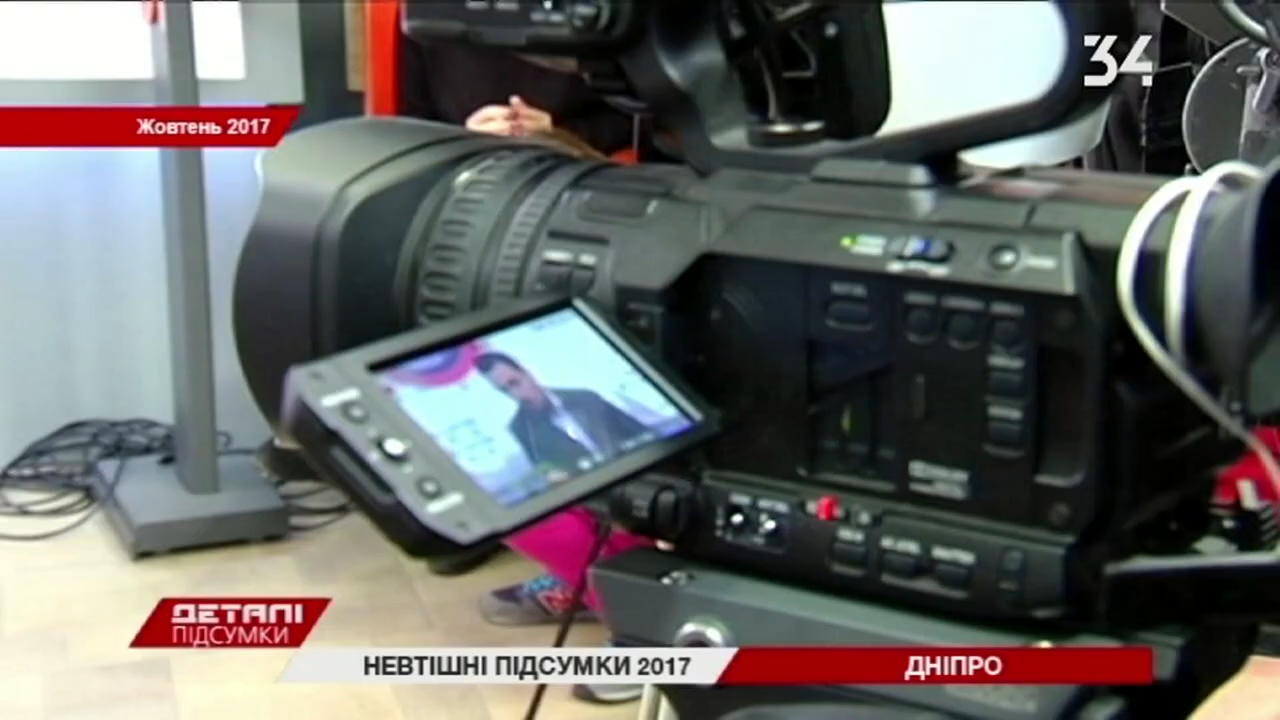 34
Жовтень 2017
ДЕТАЛІ
ПІДСУМКИ
НЕВТІШНІ ПІДСУМКИ 2017
ДНІПРО